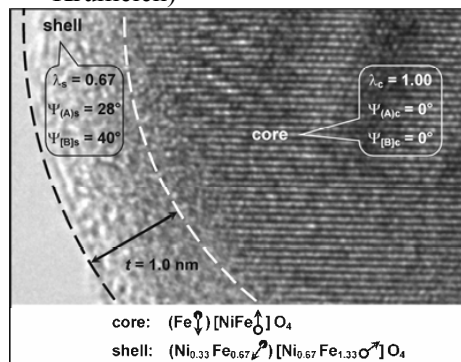 shell
λs = 0.67
Ψ(A)s = 28°
Ψ[B]s = 40°
λc = 1.00
Ψ(A)c = 0°
Ψ[B]c = 0°
core
t = 1.0 nm
core: (Fe) [NiFe] O4
shell: (Ni0.33 Fe0.67) [Ni0.67 Fe1.33] O4